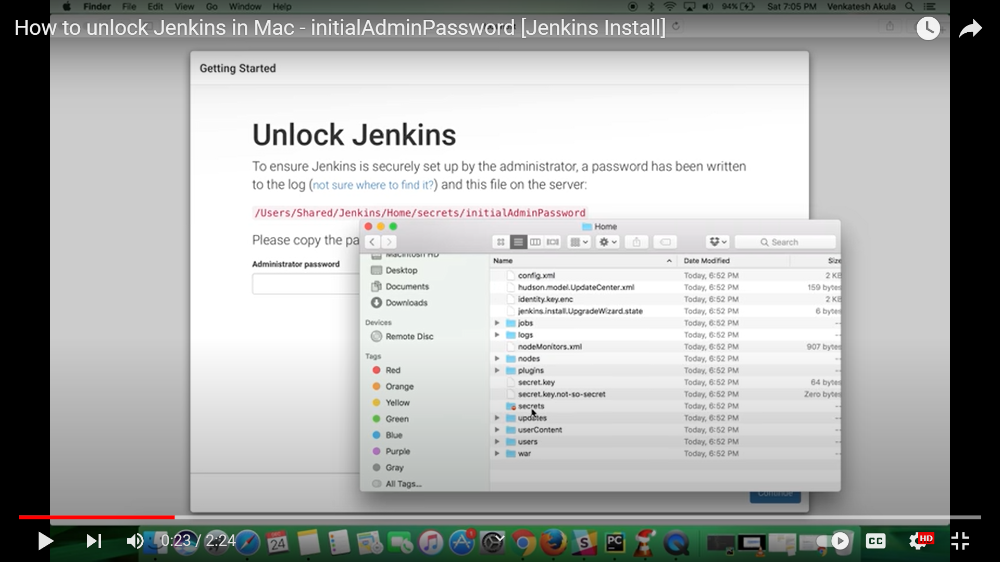 Finder File Edit View Go Window Help 94% Sat 7:05 PM Venkatesh Akula
How to unlock Jenkins in Mac - initialAdminPassword [Jenkins Install]
Getting Started
Unlock Jenkins
To ensure Jenkins is securely set up by the administrator, a password has been written
to the log (not sure where to find it?) and this file on the server:
/Users/Shared/Jenkins/Home/secrets/initialAdminPassword
Please copy the pa
Administrator password
Home
Search
Macintosh HD
Desktop
Documents
Downloads
Devices
Remote Disc
Tags
Red
Orange
Yellow
Green
Blue
Purple
Gray
All Tags...
Name Date Modified Size
config.xml Today, 6:52 PM 2 KB
hudson.model.UpdateCenter.xml Today, 6:52 PM 159 bytes
identity.key.enc Today, 6:52 PM 2 KB
jenkins.install.UpgradeWizard.state Today, 6:52 PM 6 bytes
jobs Today, 6:52 PM --
logs Today, 6:52 PM --
nodeMonitors.xml Today, 6:52 PM 907 bytes
nodes Today, 6:52 PM --
plugins Today, 6:52 PM --
secret.key Today, 6:52 PM 64 bytes
secret.key.not-so-secret Today, 6:52 PM Zero bytes
secrets Today, 6:52 PM --
updates Today, 6:52 PM --
userContent Today, 6:52 PM --
users Today, 6:52 PM --
war Today, 6:52 PM --
Continue
0:23 / 2:24
DEC
24
1
S
PC
CC
HD